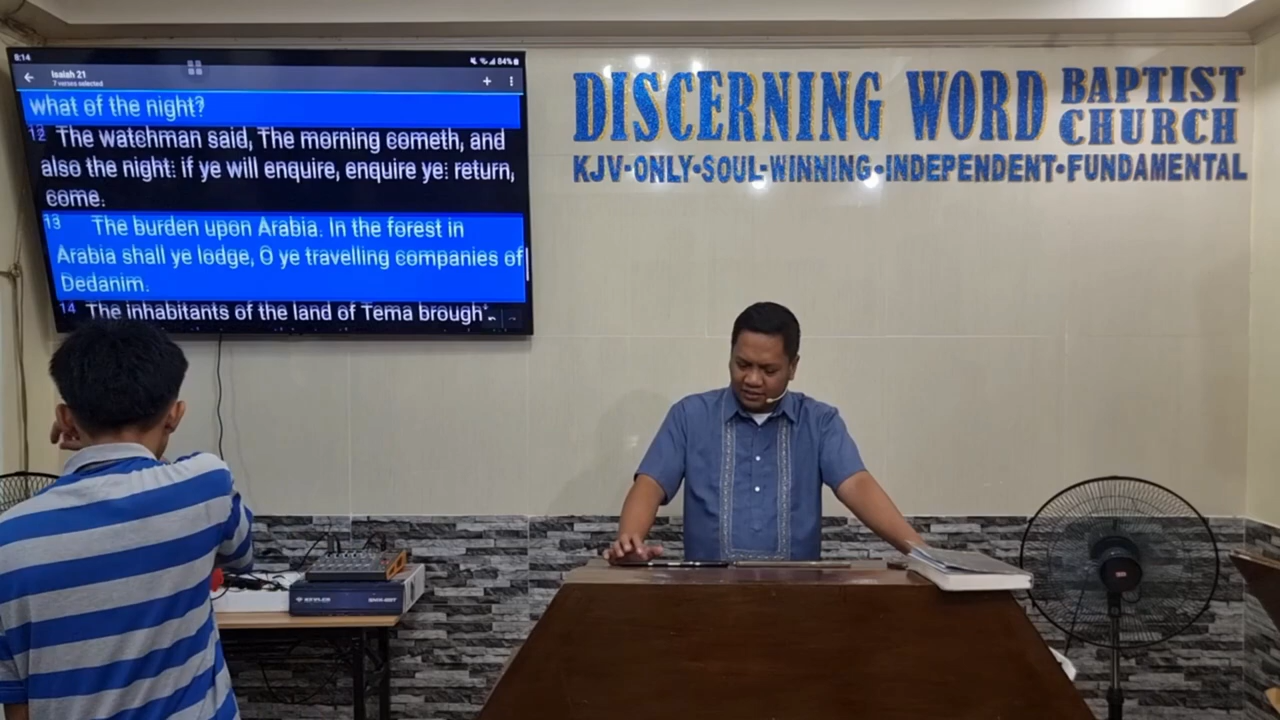 8:14
84%
Isaiah 21
7 verses selected
what of the night?
12 The watchman said, The morning cometh, and
also the night: if ye will enquire, enquire ye: return,
come.
13 The burden upon Arabia. In the forest in
Arabia shall ye lodge, O ye travelling companies of
Dedanim.
14 The inhabitants of the land of Tema brough
DISCERNING WORD BAPTIST
CHURCH
KJV-ONLY•SOUL-WINNING•INDEPENDENT•FUNDAMENTAL